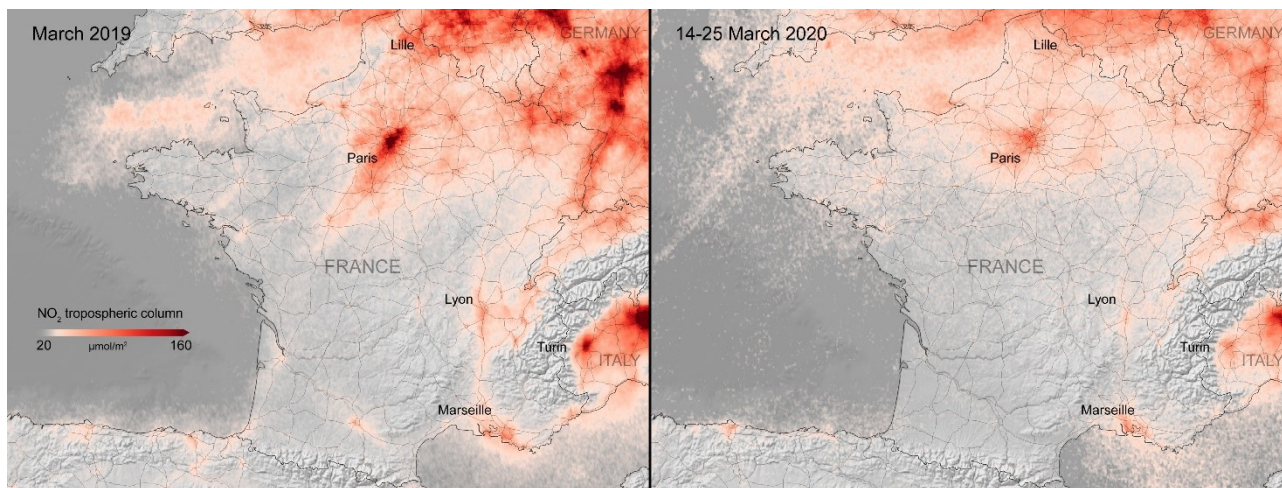 March 2019
GERMANY
Lille
Paris
FRANCE
Lyon
NO₂ tropospheric column
20 μmol/m² 160
Turin
ITALY
Marseille
14-25 March 2020
GERMANY
Lille
Paris
FRANCE
Lyon
Turin
ITALY
Marseille